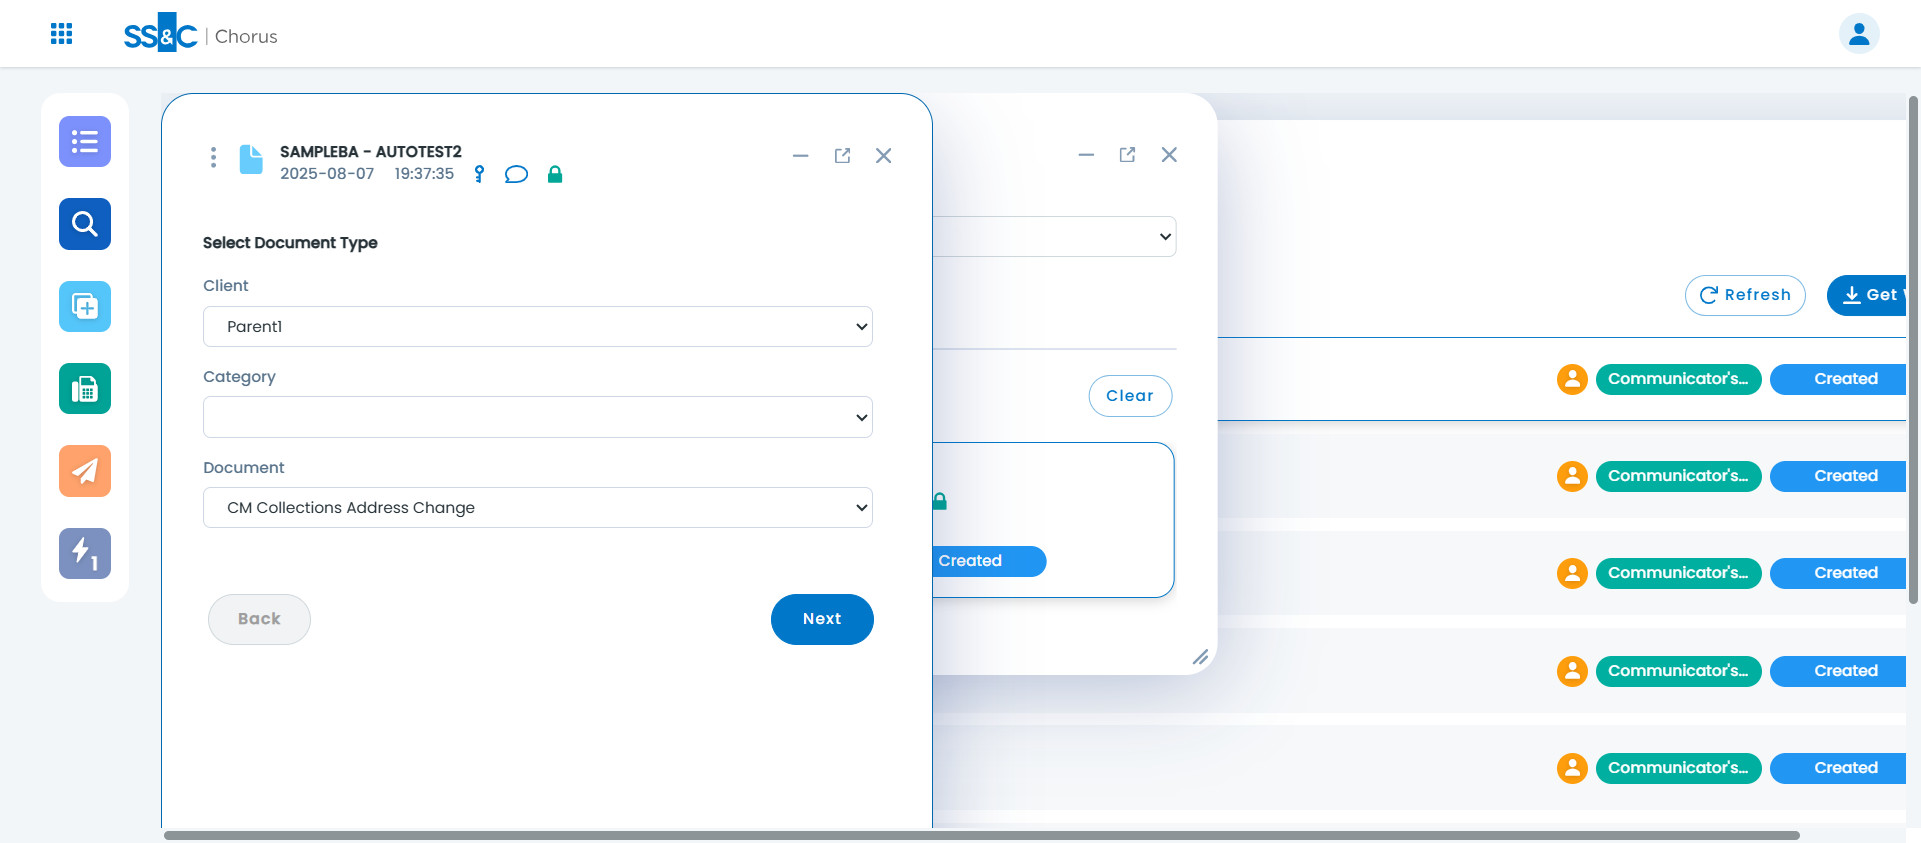 SS&C | Chorus
SAMPLEBA - AUTOTEST2
2025-08-07 19:37:35
Select Document Type
Client
Parent1
Category
Document
CM Collections Address Change
Back
Next
Clear
Created
Refresh
Get
Communicator's... Created
Communicator's... Created
Communicator's... Created
Communicator's... Created
Communicator's... Created
1